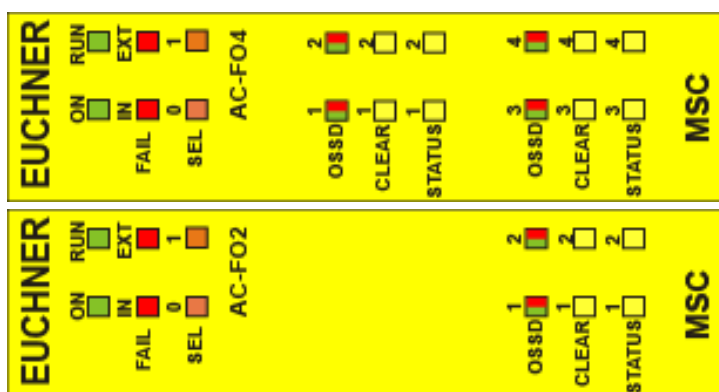 EUCHNER
ON RUN
IN EXT
FAIL
0 1
SEL
AC-FO4
1 2
OSSD
1 2
CLEAR
1 2
STATUS
3 4
OSSD
3 4
CLEAR
3 4
STATUS
MSC
EUCHNER
ON RUN
IN EXT
FAIL
0 1
SEL
AC-FO2
1 2
OSSD
1 2
CLEAR
1 2
STATUS
MSC